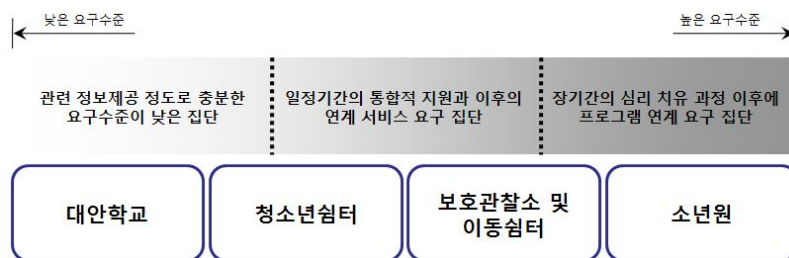 낮은 요구수준
높은 요구수준
관련 정보제공 정도로 충분한
요구수준이 낮은 집단
일정기간의 통합적 지원과 이후의
연계 서비스 요구 집단
장기간의 심리 치유 과정 이후에
프로그램 연계 요구 집단
대안학교
청소년쉼터
보호관찰소 및
이동쉼터
소년원